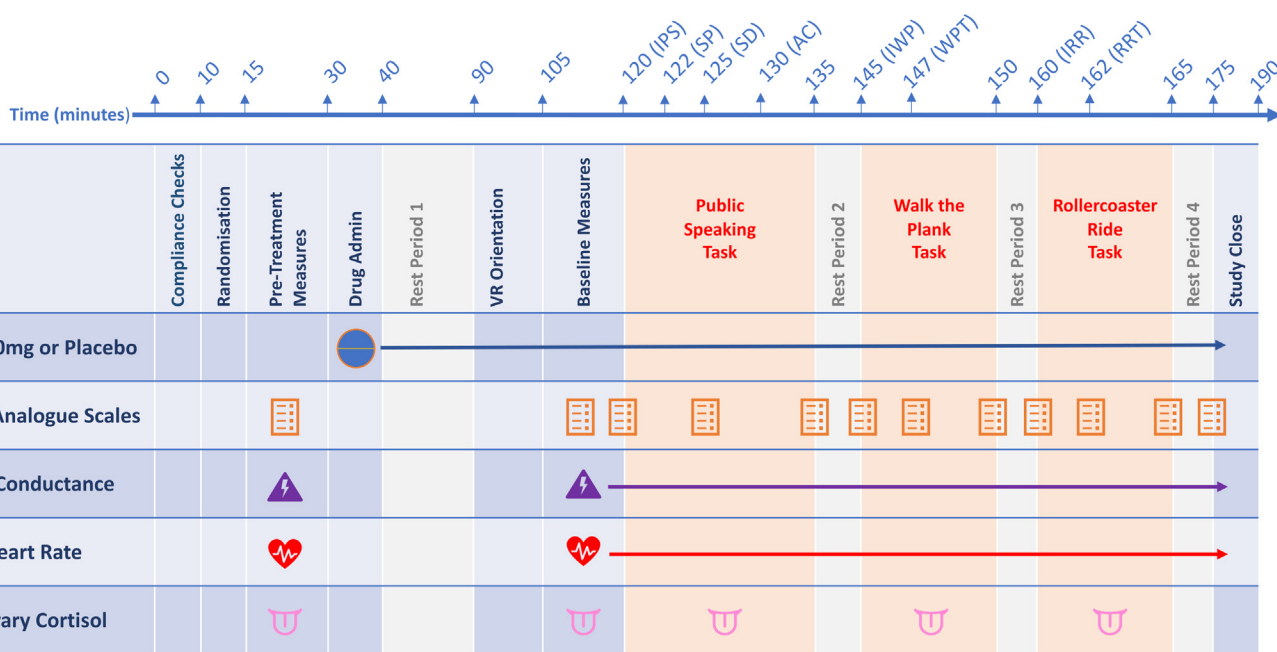 0
10
15
30
40
90
105
120 (IPS)
122 (SP)
125 (SD)
130 (AC)
135
145 (IWP)
147 (WPT)
150
160 (IRR)
162 (RRT)
165
175
190
Time (minutes)
Compliance Checks
Randomisation
Pre-Treatment
Measures
Drug Admin
Rest Period 1
VR Orientation
Baseline Measures
Public
Speaking
Task
Rest Period 2
Walk the
Plank
Task
Rest Period 3
Rollercoaster
Ride
Task
Rest Period 4
Study Close
0mg or Placebo
Analogue Scales
Conductance
eart Rate
ary Cortisol